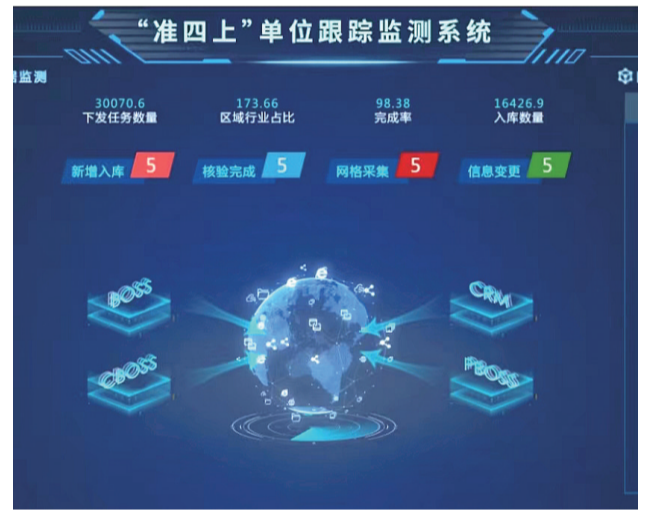 “准四上”单位跟踪监测系统
监测
30070.6
下发任务数量
173.66
区域行业占比
98.38
完成率
16426.9
入库数量
新增入库 5
核验完成 5
网格采集 5
信息变更 5
BOSS
CRM
CBOSS
PBOSS